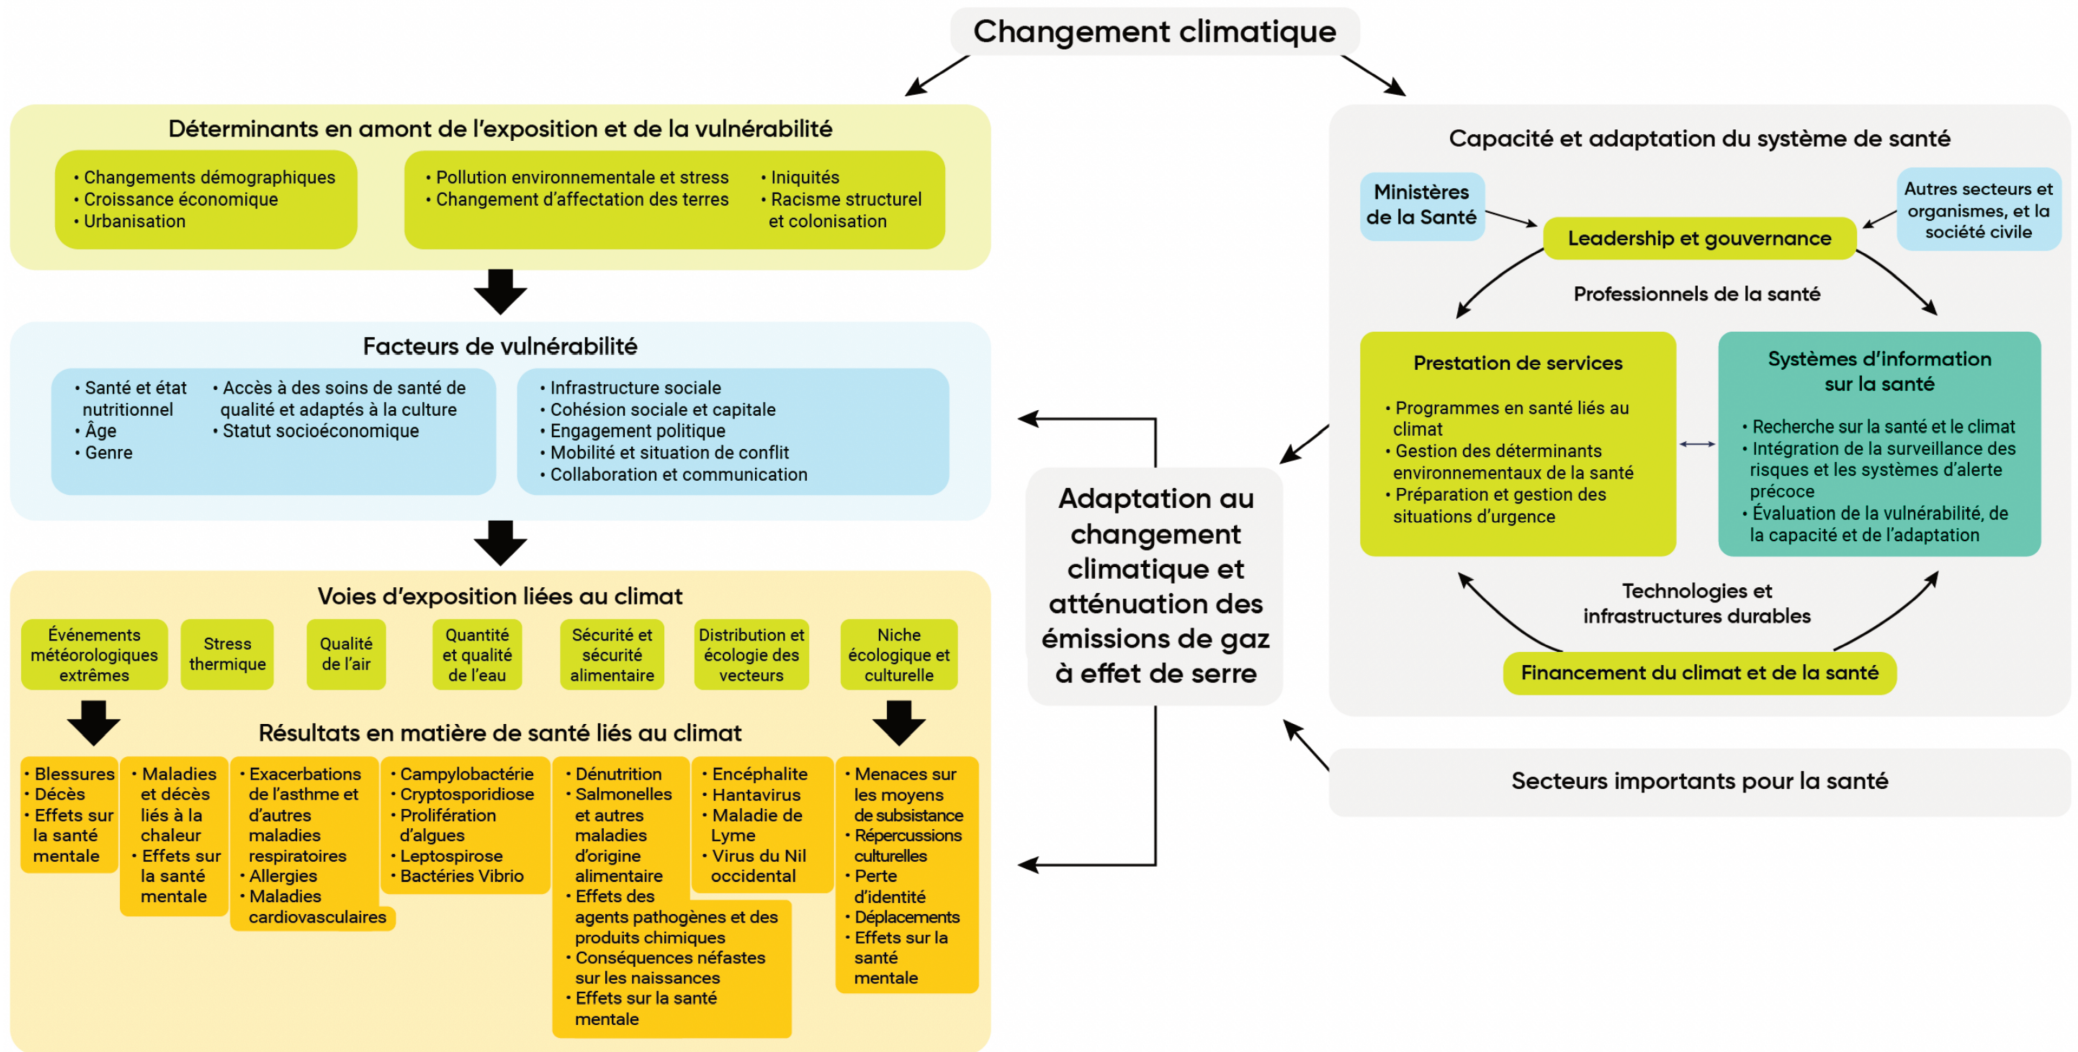 Changement climatique
Déterminants en amont de l’exposition et de la vulnérabilité
• Changements démographiques
• Croissance économique
• Urbanisation
• Pollution environnementale et stress
• Changement d’affectation des terres
• Iniquités
• Racisme structurel
et colonisation
Facteurs de vulnérabilité
• Santé et état
nutritionnel
• Âge
• Genre
• Accès à des soins de santé de
qualité et adaptés à la culture
• Statut socioéconomique
• Infrastructure sociale
• Cohésion sociale et capitale
• Engagement politique
• Mobilité et situation de conflit
• Collaboration et communication
Voies d’exposition liées au climat
Événements
météorologiques
extrêmes
Stress
thermique
Qualité
de l’air
Quantité
et qualité
de l’eau
Sécurité et
sécurité
alimentaire
Distribution et
écologie des
vecteurs
Niche
écologique et
culturelle
Résultats en matière de santé liés au climat
• Blessures
• Décès
• Effets sur
la santé
mentale
• Maladies
et décès
liés à la
chaleur
• Effets sur
la santé
mentale
• Exacerbations
de l’asthme et
d’autres
maladies
respiratoires
• Allergies
• Maladies
cardiovasculaires
• Campylobactérie
• Cryptosporidiose
• Prolifération
d’algues
• Leptospirose
• Bactéries Vibrio
• Dénutrition
• Salmonelles
et autres
maladies
d’origine
alimentaire
• Effets des
agents pathogènes et des
produits chimiques
• Conséquences néfastes
sur les naissances
• Effets sur la santé
mentale
• Encéphalite
• Hantavirus
• Maladie de
Lyme
• Virus du Nil
occidental
• Menaces sur
les moyens
de subsistance
• Répercussions
culturelles
• Perte
d’identité
• Déplacements
• Effets sur la
santé
mentale
Adaptation au
changement
climatique et
atténuation des
émissions de gaz
à effet de serre
Capacité et adaptation du système de santé
Ministères
de la Santé
Autres secteurs et
organismes, et la
société civile
Leadership et gouvernance
Professionnels de la santé
Prestation de services
• Programmes en santé liés au
climat
• Gestion des déterminants
environnementaux de la santé
• Préparation et gestion des
situations d’urgence
Systèmes d’information
sur la santé
• Recherche sur la santé et le climat
• Intégration de la surveillance des
risques et les systèmes d’alerte
précoce
• Évaluation de la vulnérabilité, de
la capacité et de l’adaptation
Technologies et
infrastructures durables
Financement du climat et de la santé
Secteurs importants pour la santé